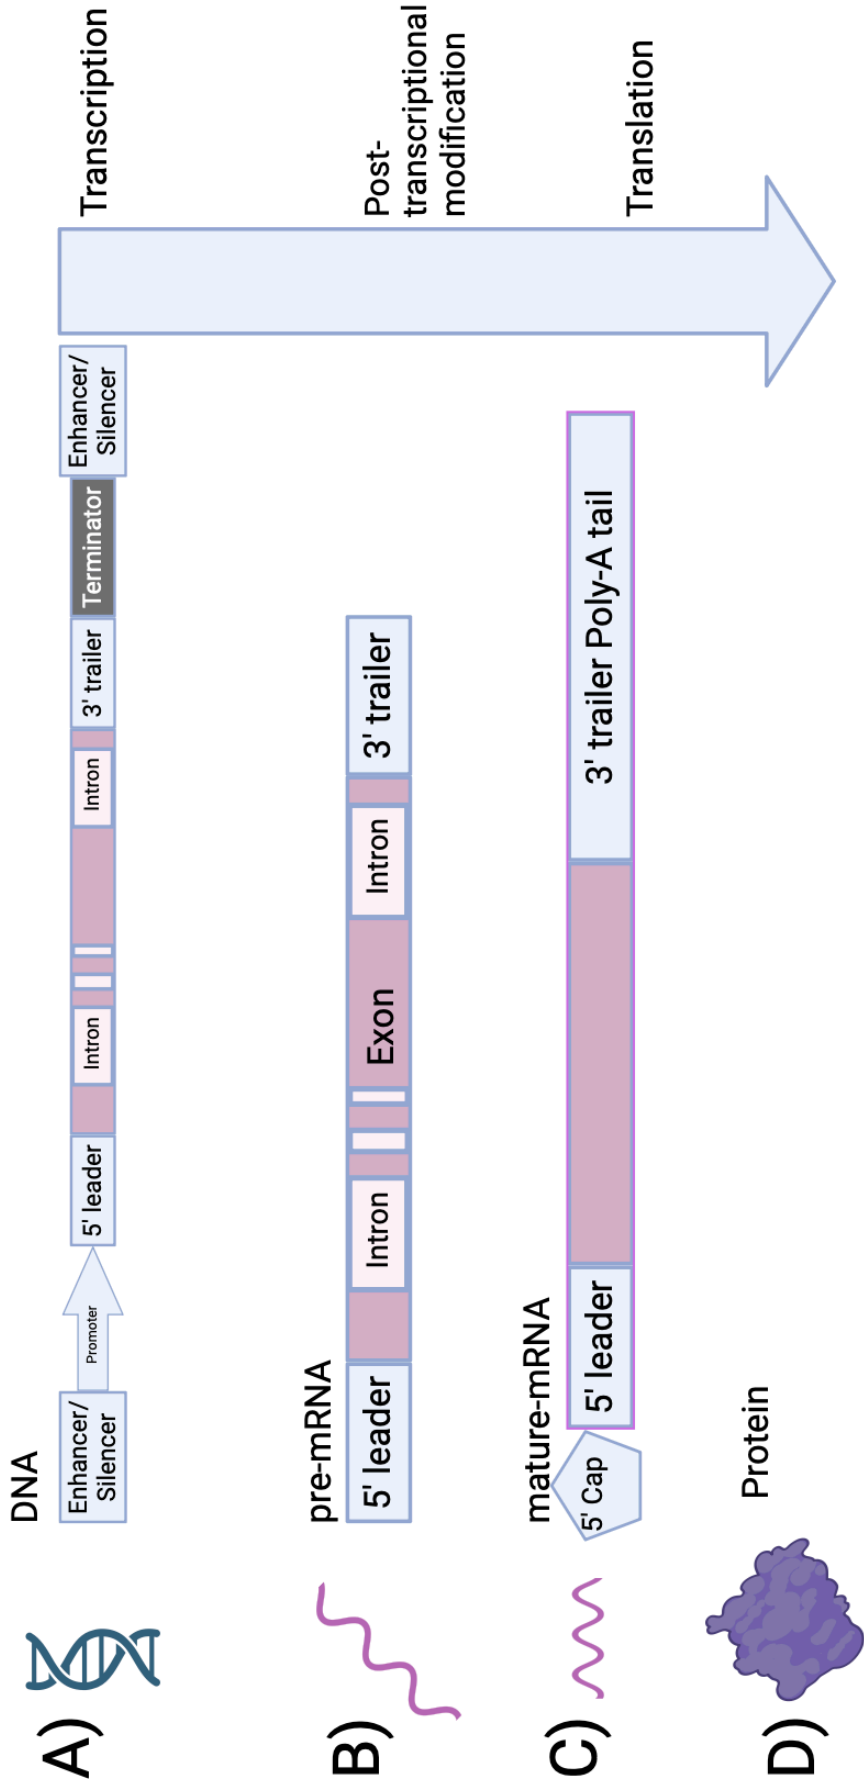 A)
DNA
Enhancer/
Silencer
Promoter
5' leader
Intron
Intron
3' trailer
Terminator
Enhancer/
Silencer
Transcription
B)
pre-mRNA
5' leader
Intron
Exon
Intron
3' trailer
Post-
transcriptional
modification
C)
mature-mRNA
5' Cap
5' leader
3' trailer Poly-A tail
Translation
D)
Protein